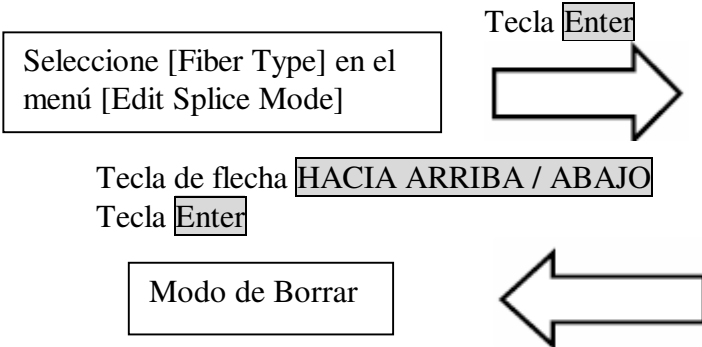 Tecla Enter
Seleccione [Fiber Type] en el
menú [Edit Splice Mode]
Tecla de flecha HACIA ARRIBA / ABAJO
Tecla Enter
Modo de Borrar